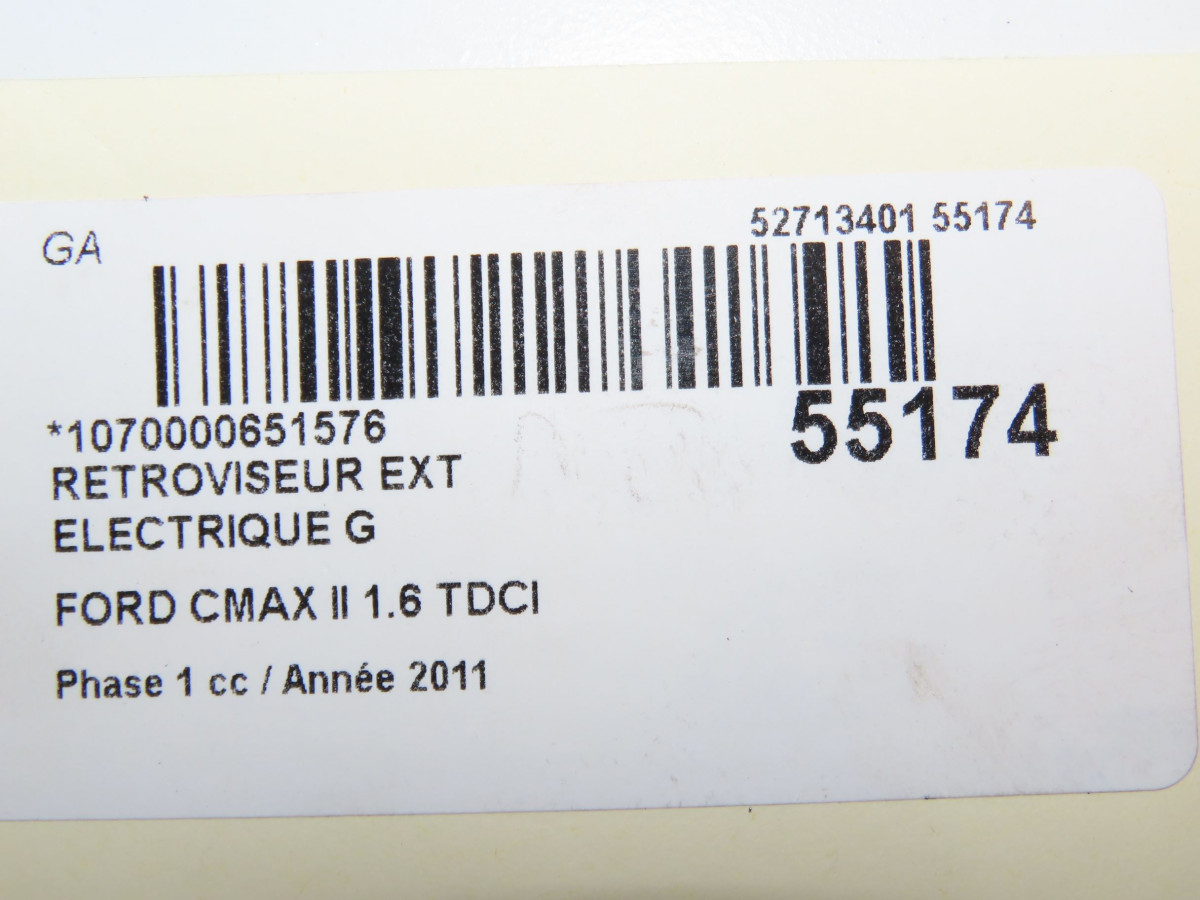 GA
52713401 55174
55174
*1070000651576
RETROVISEUR EXT
ELECTRIQUE G
FORD CMAX II 1.6 TDCI
Phase 1 cc / Année 2011